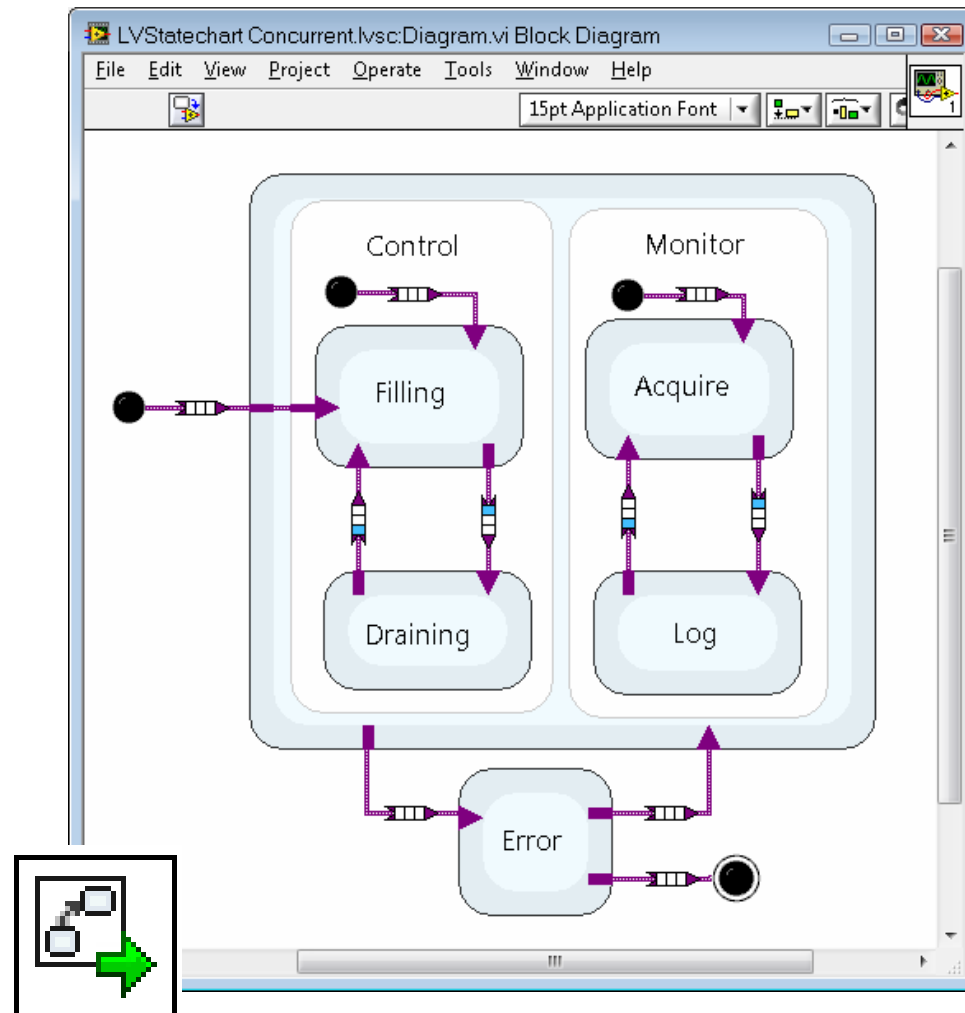 LVStatechart Concurrent.lvsc:Diagram.vi Block Diagram
File Edit View Project Operate Tools Window Help
15pt Application Font
1
Control
Monitor
Filling
Acquire
Draining
Log
Error